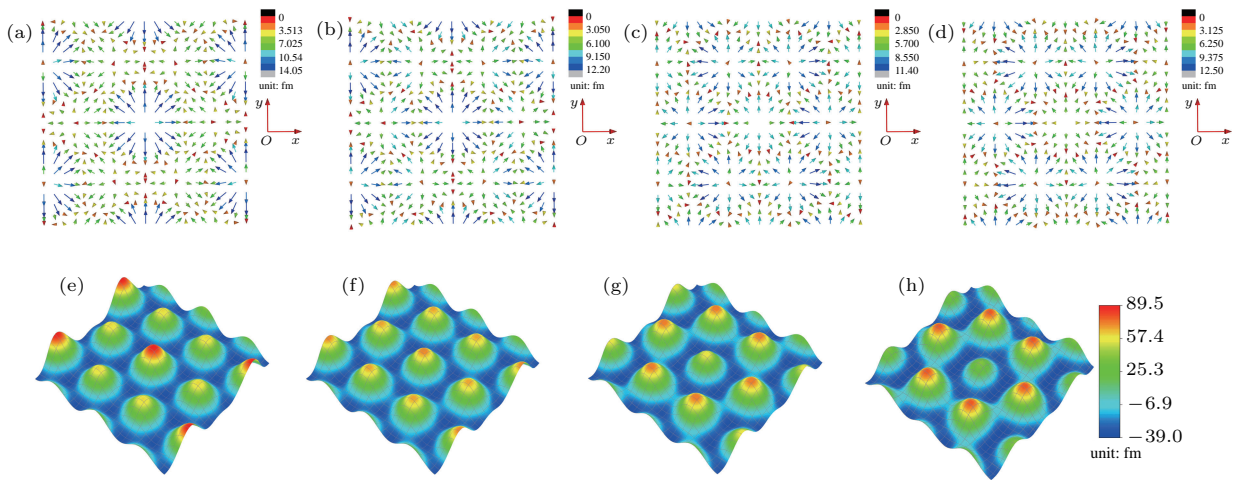 (a)
0
3.513
7.025
10.54
14.05
unit: fm
y
O
x
(b)
0
3.050
6.100
9.150
12.20
unit: fm
y
O
x
(c)
0
2.850
5.700
8.550
11.40
unit: fm
y
O
x
(d)
0
3.125
6.250
9.375
12.50
unit: fm
y
O
x
(e)
(f)
(g)
(h)
89.5
57.4
25.3
−6.9
−39.0
unit: fm